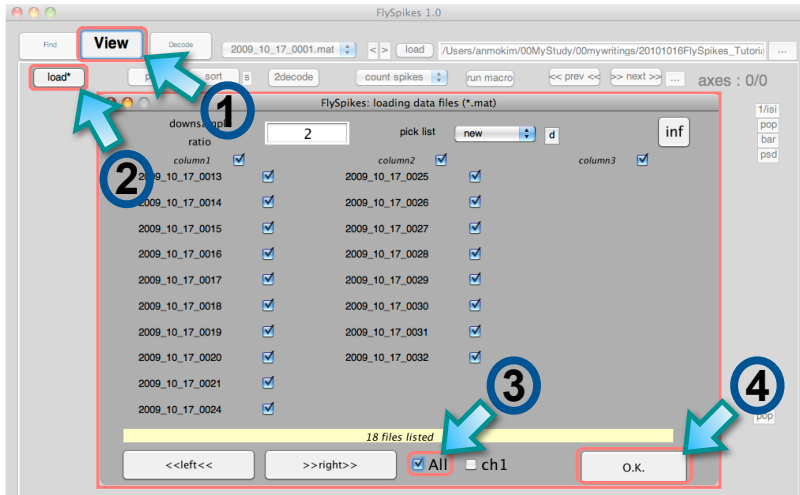 FlySpikes 1.0
Find View Decode 2009_10_17_0001.mat < > load /Users/anmokim/00MyStudy/00mywritings/20101016FlySpikes_Tutoria ...
load* sort s 2decode count spikes run macro << prev << >> next >> ... axes : 0/0
1
FlySpikes: loading data files (*.mat)
1/isi
pop
bar
psd
downsample
ratio
2
pick list new d inf
column1 column2 column3
2
2009_10_17_0013 2009_10_17_0025
2009_10_17_0014 2009_10_17_0026
2009_10_17_0015 2009_10_17_0027
2009_10_17_0016 2009_10_17_0028
2009_10_17_0017 2009_10_17_0029
2009_10_17_0018 2009_10_17_0030
2009_10_17_0019 2009_10_17_0031
2009_10_17_0020 2009_10_17_0032
2009_10_17_0021
2009_10_17_0024
3
4
pop
18 files listed
<<left<< >>right>> All ch1 O.K.